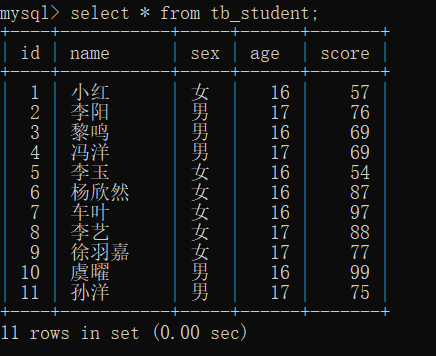 mysql> select * from tb_student;
+----+-----------+-----+-----+-------+
| id | name | sex | age | score |
+----+-----------+-----+-----+-------+
| 1 | 小红 | 女 | 16 | 57 |
| 2 | 李阳 | 男 | 17 | 76 |
| 3 | 黎鸣 | 男 | 16 | 69 |
| 4 | 冯洋 | 男 | 17 | 69 |
| 5 | 李玉 | 女 | 16 | 54 |
| 6 | 杨欣然 | 女 | 16 | 87 |
| 7 | 车叶 | 女 | 16 | 97 |
| 8 | 李艺 | 女 | 17 | 88 |
| 9 | 徐羽嘉 | 女 | 17 | 77 |
| 10 | 虞曜 | 男 | 16 | 99 |
| 11 | 孙洋 | 男 | 17 | 75 |
+----+-----------+-----+-----+-------+
11 rows in set (0.00 sec)